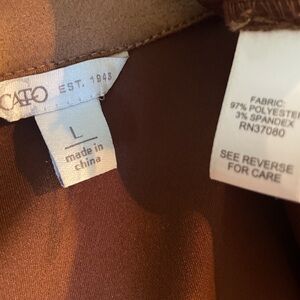 CATO EST. 1946
L
made in
china
FABRIC:
97% POLYESTER
3% SPANDEX
RN37080
SEE REVERSE
FOR CARE